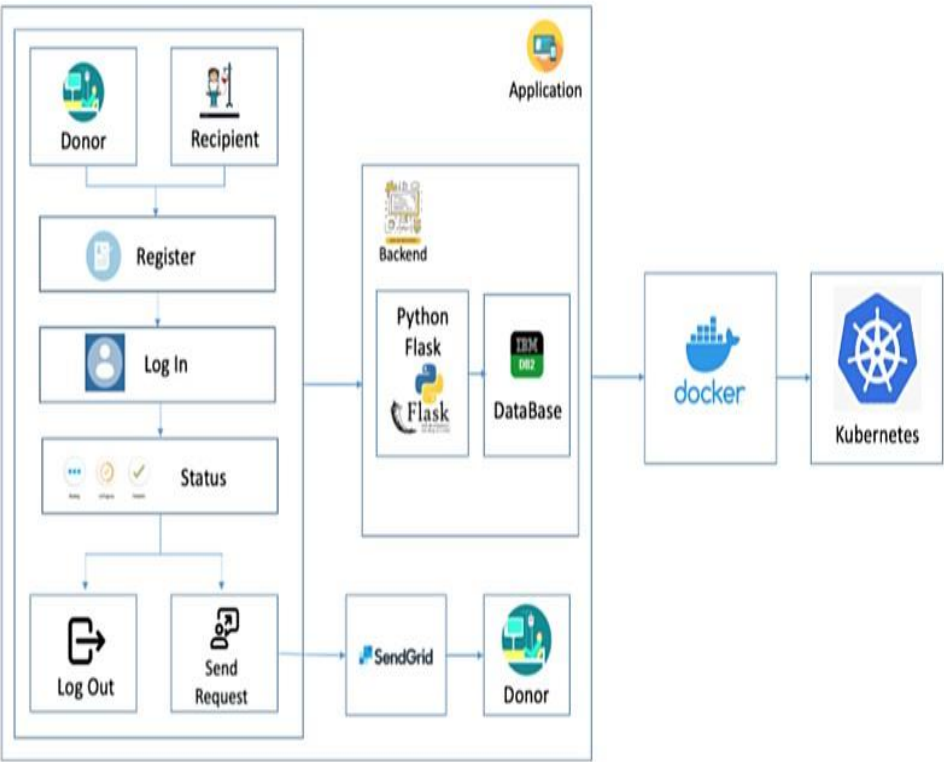 Application
Donor
Recipient
Register
Log In
Status
Log Out
Send
Request
Backend
Python
Flask
Flask
IBM
DB2
DataBase
SendGrid
Donor
docker
Kubernetes